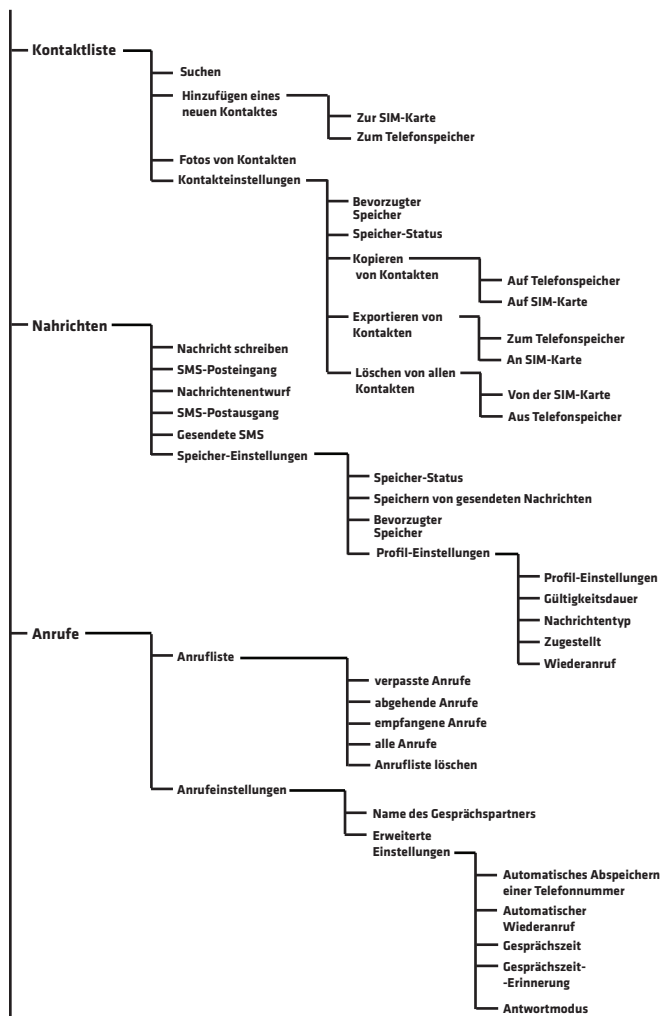 Kontaktliste
Suchen
Hinzufügen eines
neuen Kontaktes
Zur SIM-Karte
Zum Telefonspeicher
Fotos von Kontakten
Kontakteinstellungen
Bevorzugter
Speicher
Speicher-Status
Kopieren
von Kontakten
Auf Telefonspeicher
Auf SIM-Karte
Exportieren von
Kontakten
Zum Telefonspeicher
An SIM-Karte
Löschen von allen
Kontakten
Von der SIM-Karte
Aus Telefonspeicher
Nahrichten
Nachricht schreiben
SMS-Posteingang
Nachrichtenentwurf
SMS-Postausgang
Gesendete SMS
Speicher-Einstellungen
Speicher-Status
Speichern von gesendeten Nachrichten
Bevorzugter
Speicher
Profil-Einstellungen
Profil-Einstellungen
Gültigkeitsdauer
Nachrichtentyp
Zugestellt
Wiederanruf
Anrufe
Anrufliste
verpasste Anrufe
abgehende Anrufe
empfangene Anrufe
alle Anrufe
Anrufliste löschen
Anrufeinstellungen
Name des Gesprächspartners
Erweiterte
Einstellungen
Automatisches Abspeichern
einer Telefonnummer
Automatischer
Wiederanruf
Gesprächszeit
Gesprächszeit-
-Erinnerung
Antwortmodus